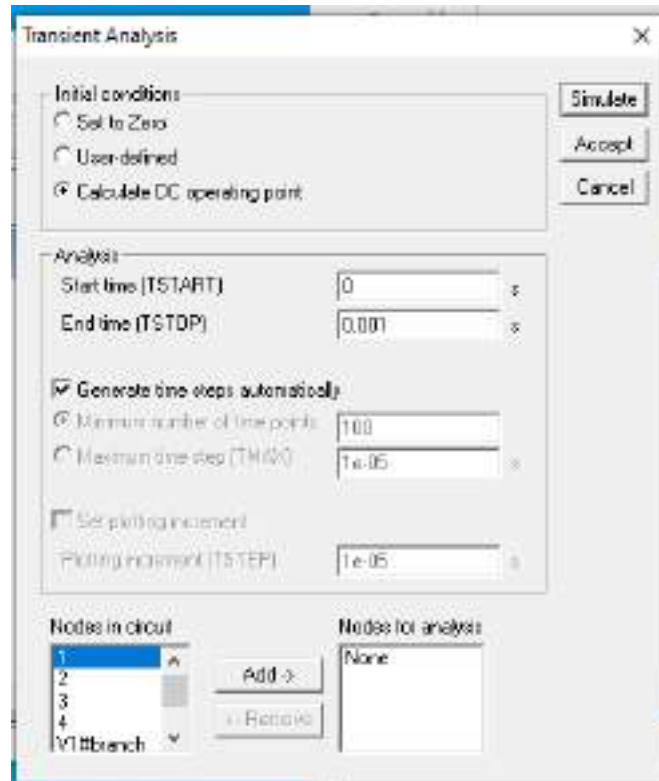 Transient Analysis
Initial conditions
Set to Zero
User-defined
Calculate DC operating point
Simulate
Accept
Cancel
Analysis
Start time (TSTART) 0 s
End time (TSTOP) 0.001 s
Generate time steps automatically
Minimum number of time points 100
Maximum time step (TMAX) 1e-05 s
Set plotting increment
Plotting increment (TSTEP) 1e-05 s
Nodes in circuit
1
2
3
4
V1#branch
Add ->
<- Remove
Nodes for analysis
None